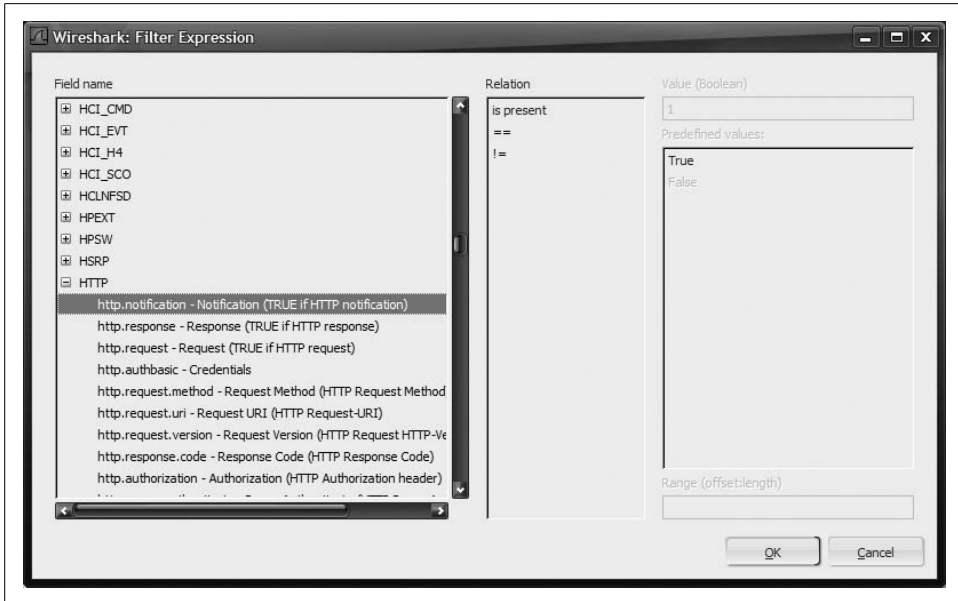 Wireshark: Filter Expression
Field name
HCI_CMD
HCI_EVT
HCI_H4
HCI_SCO
HCLNFSD
HPEXT
HPSW
HSRP
HTTP
http.notification - Notification (TRUE if HTTP notification)
http.response - Response (TRUE if HTTP response)
http.request - Request (TRUE if HTTP request)
http.authbasic - Credentials
http.request.method - Request Method (HTTP Request Method
http.request.uri - Request URI (HTTP Request-URI)
http.request.version - Request Version (HTTP Request HTTP-Ve
http.response.code - Response Code (HTTP Response Code)
http.authorization - Authorization (HTTP Authorization header)
Relation
is present
==
!=
Value (Boolean)
1
Predefined values:
True
False
Range (offset:length)
OK
Cancel